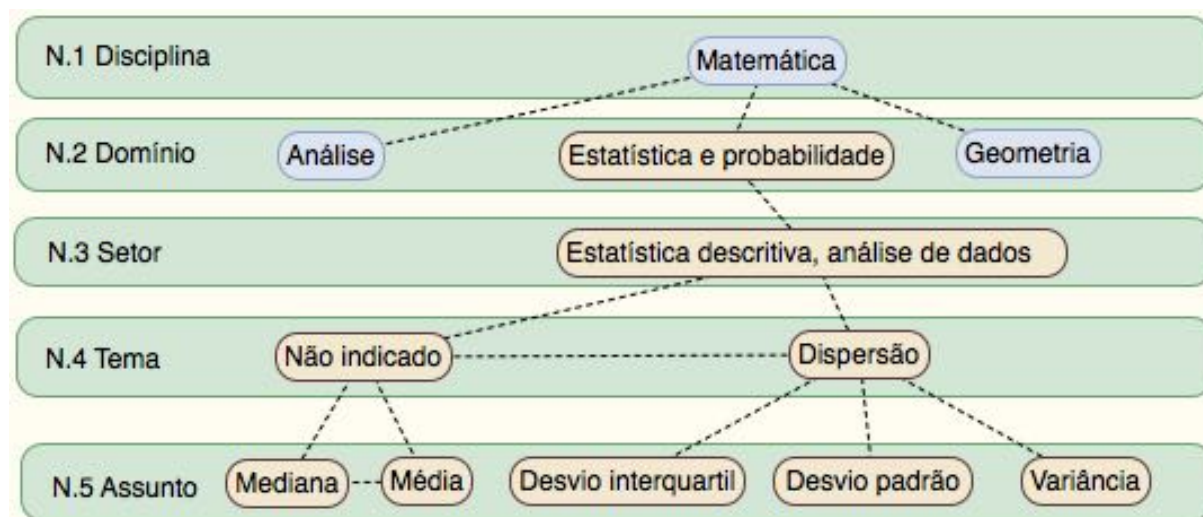 N.1 Disciplina
Matemática
N.2 Domínio
Análise
Estatística e probabilidade
Geometria
N.3 Setor
Estatística descritiva, análise de dados
N.4 Tema
Não indicado
Dispersão
N.5 Assunto
Mediana
Média
Desvio interquartil
Desvio padrão
Variância